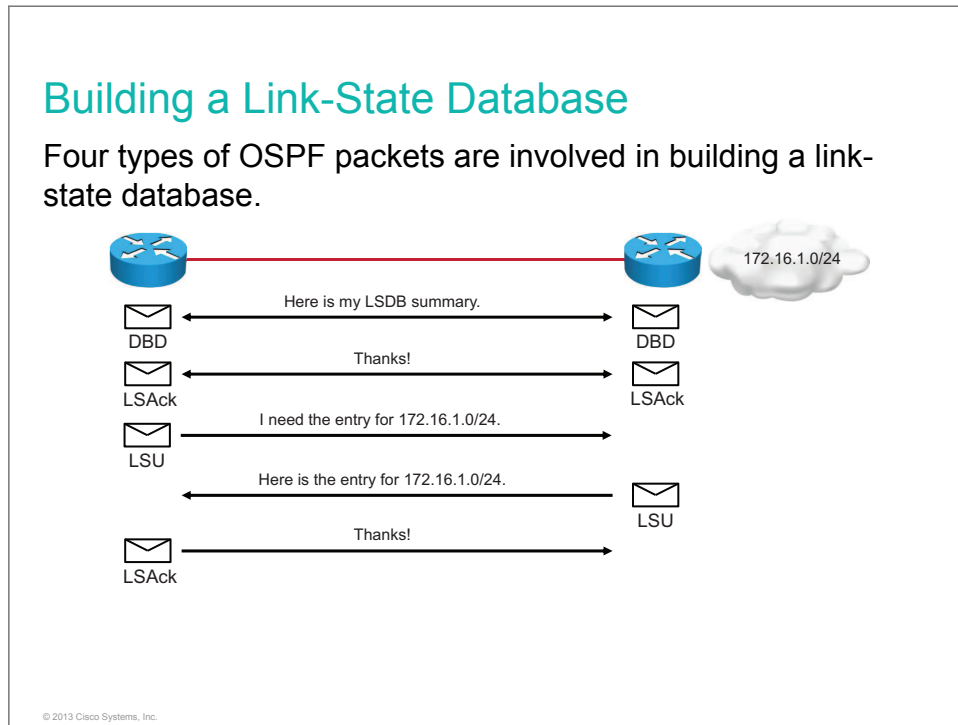 Building a Link-State Database
Four types of OSPF packets are involved in building a link-
state database.
172.16.1.0/24
Here is my LSDB summary.
DBD
DBD
Thanks!
LSAck
LSAck
I need the entry for 172.16.1.0/24.
LSU
Here is the entry for 172.16.1.0/24.
LSU
Thanks!
LSAck
© 2013 Cisco Systems, Inc.